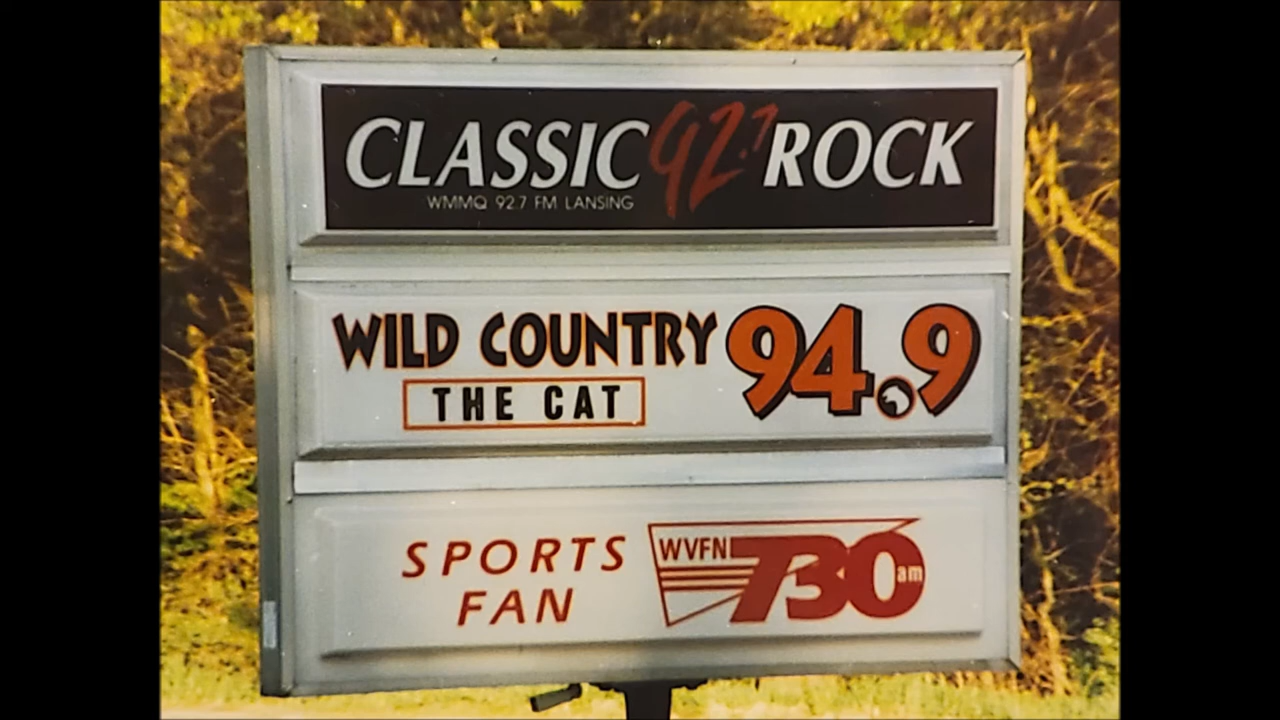 CLASSIC 92.7 ROCK
WMMQ 92.7 FM LANSING
WILD COUNTRY 94.9
THE CAT
SPORTS
FAN
WVFN 730 am